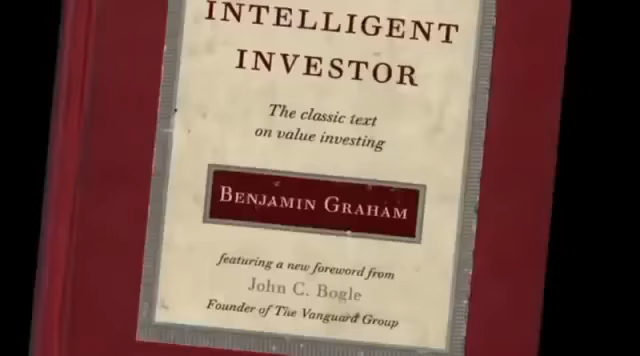 INTELLIGENT
INVESTOR
The classic text
on value investing
BENJAMIN GRAHAM
featuring a new foreword from
John C. Bogle
Founder of The Vanguard Group